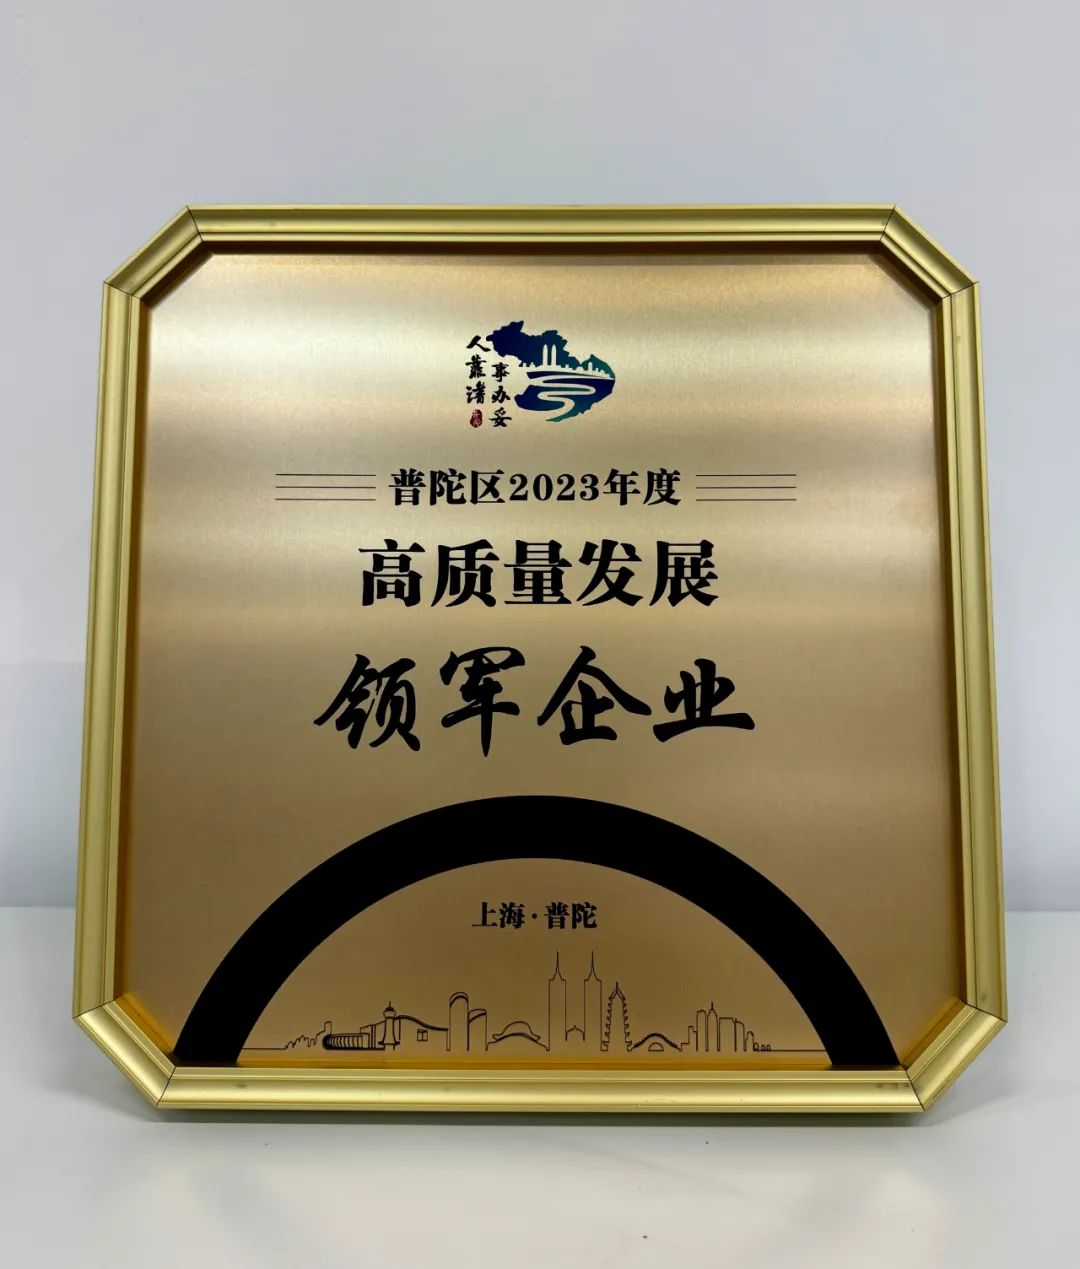 人靠谱
事办妥
普陀区2023年度
高质量发展
领军企业
上海·普陀